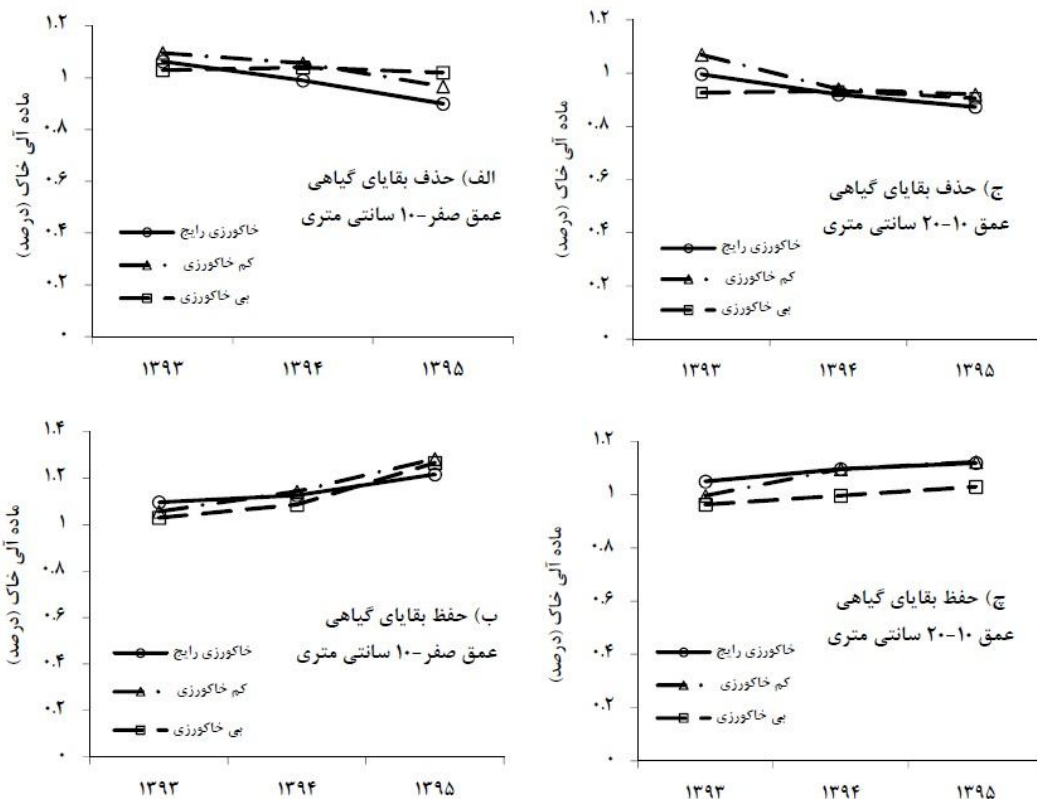 ماده آلی خاک (درصد)
۱.۲
۱
۰.۸
۰.۶
۰.۴
۰.۲
۰
الف) حذف بقایای گیاهی
عمق صفر-۱۰ سانتی متری
خاکورزی رایج
کم خاکورزی
بی خاکورزی
۱۳۹۳ ۱۳۹۴ ۱۳۹۵
ماده آلی خاک (درصد)
۱.۲
۱
۰.۸
۰.۶
۰.۴
۰.۲
۰
ج) حذف بقایای گیاهی
عمق ۱۰-۲۰ سانتی متری
خاکورزی رایج
کم خاکورزی
بی خاکورزی
۱۳۹۳ ۱۳۹۴ ۱۳۹۵
ماده آلی خاک (درصد)
۱.۴
۱.۲
۱
۰.۸
۰.۶
۰.۴
۰.۲
۰
ب) حفظ بقایای گیاهی
عمق صفر-۱۰ سانتی متری
خاکورزی رایج
کم خاکورزی
بی خاکورزی
۱۳۹۳ ۱۳۹۴ ۱۳۹۵
ماده آلی خاک (درصد)
۱.۲
۱
۰.۸
۰.۶
۰.۴
۰.۲
۰
چ) حفظ بقایای گیاهی
عمق ۱۰-۲۰ سانتی متری
خاکورزی رایج
کم خاکورزی
بی خاکورزی
۱۳۹۳ ۱۳۹۴ ۱۳۹۵